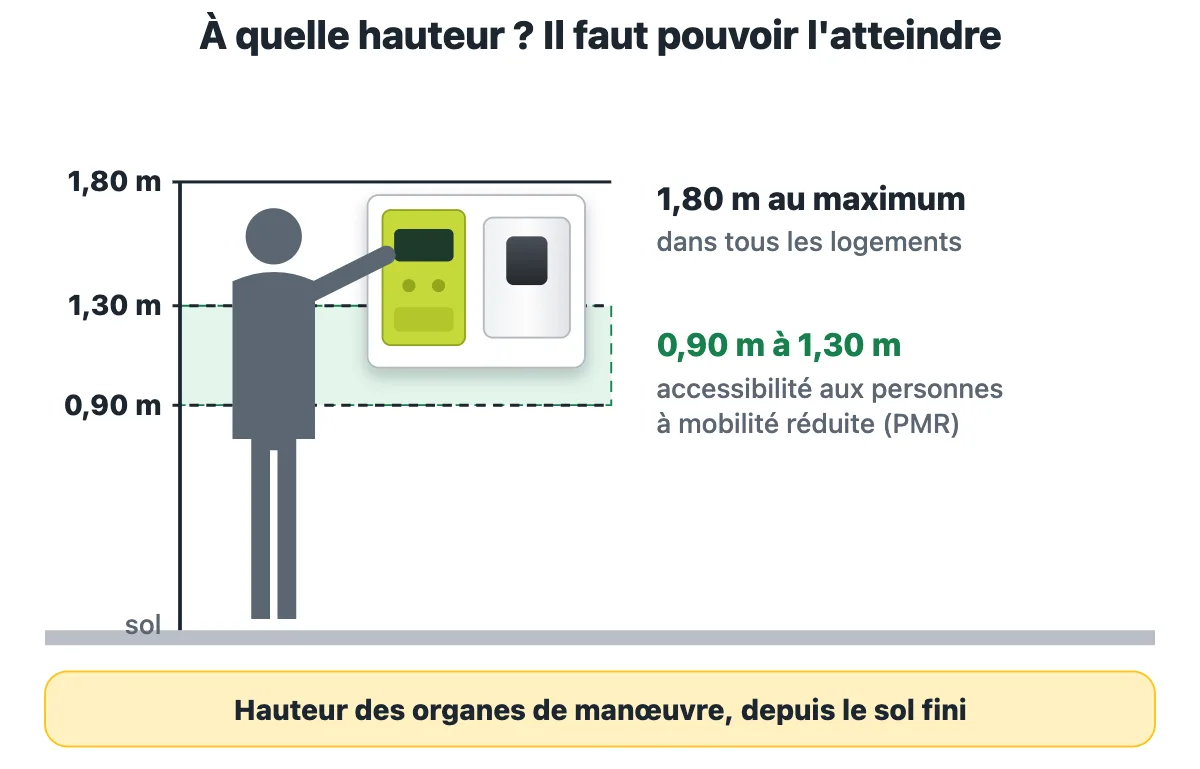 À quelle hauteur ? Il faut pouvoir l'atteindre
1,80 m
1,80 m au maximum
dans tous les logements
1,30 m
0,90 m à 1,30 m
accessibilité aux personnes
à mobilité réduite (PMR)
0,90 m
sol
Hauteur des organes de manœuvre, depuis le sol fini